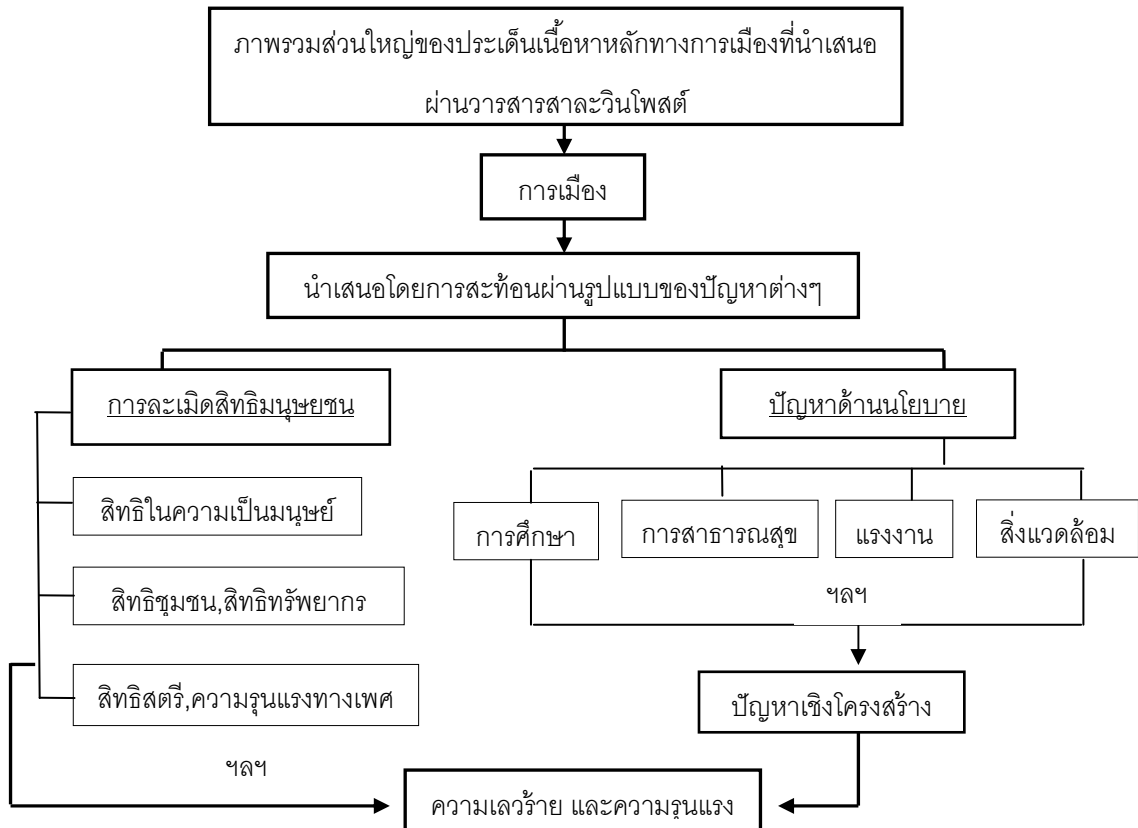 ภาพรวมส่วนใหญ่ของประเด็นเนื้อหาหลักทางการเมืองที่นำเสนอ
ผ่านวารสารสาละวินโพสต์
การเมือง
นำเสนอโดยการสะท้อนผ่านรูปแบบของปัญหาต่างๆ
การละเมิดสิทธิมนุษยชน
ปัญหาด้านนโยบาย
สิทธิในความเป็นมนุษย์
สิทธิชุมชน,สิทธิทรัพยากร
สิทธิสตรี,ความรุนแรงทางเพศ
ฯลฯ
การศึกษา
การสาธารณสุข
แรงงาน
สิ่งแวดล้อม
ฯลฯ
ปัญหาเชิงโครงสร้าง
ความเลวร้าย และความรุนแรง